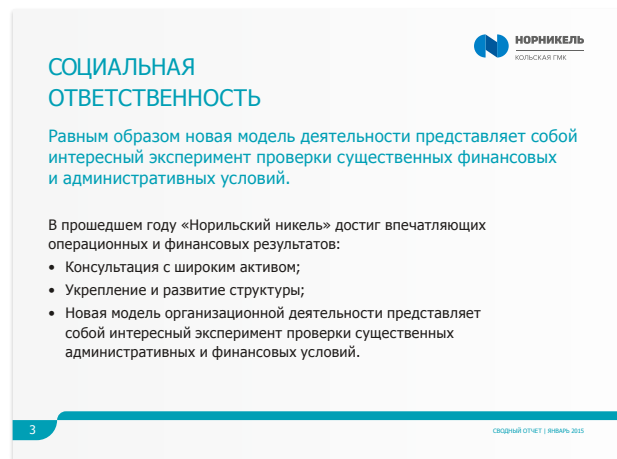 НОРНИКЕЛЬ
КОЛЬСКАЯ ГМК
СОЦИАЛЬНАЯ
ОТВЕТСТВЕННОСТЬ
Равным образом новая модель деятельности представляет собой
интересный эксперимент проверки существенных финансовых
и административных условий.
В прошедшем году «Норильский никель» достиг впечатляющих
операционных и финансовых результатов:
• Консультация с широким активом;
• Укрепление и развитие структуры;
• Новая модель организационной деятельности представляет
собой интересный эксперимент проверки существенных
административных и финансовых условий.
3
СВОДНЫЙ ОТЧЕТ | ЯНВАРЬ 2015